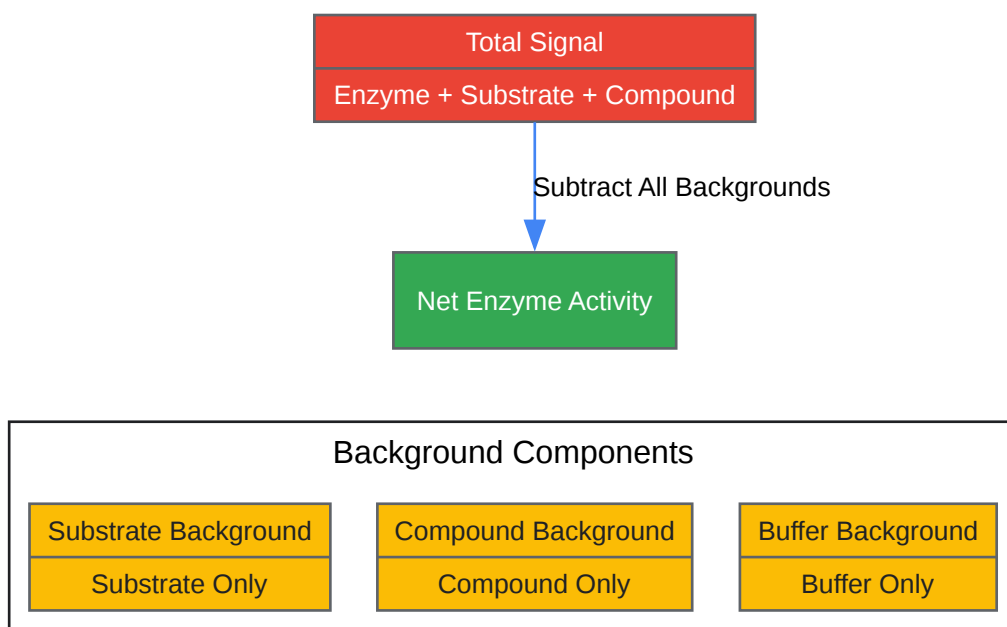 Total Signal
Enzyme + Substrate + Compound
Subtract All Backgrounds
Net Enzyme Activity
Background Components
Substrate Background
Substrate Only
Compound Background
Compound Only
Buffer Background
Buffer Only